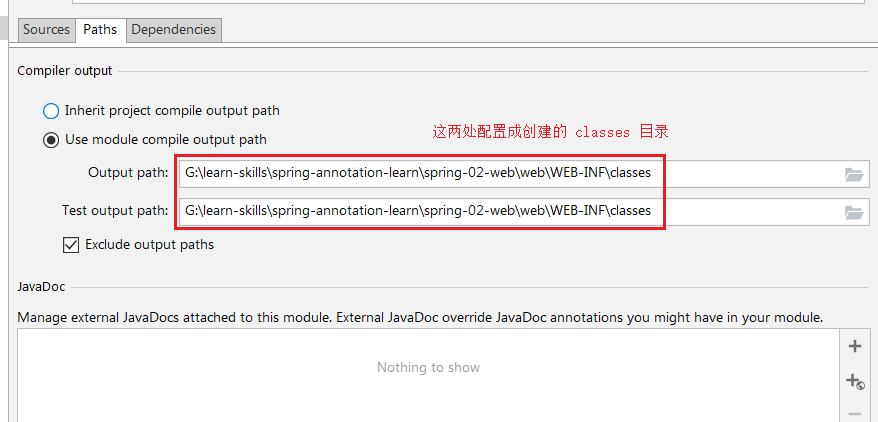 Sources Paths Dependencies
Compiler output
Inherit project compile output path
这两处配置成创建的 classes 目录
Use module compile output path
Output path: G:\learn-skills\spring-annotation-learn\spring-02-web\web\WEB-INF\classes
Test output path: G:\learn-skills\spring-annotation-learn\spring-02-web\web\WEB-INF\classes
Exclude output paths
JavaDoc
Manage external JavaDocs attached to this module. External JavaDoc override JavaDoc annotations you might have in your module.
Nothing to show